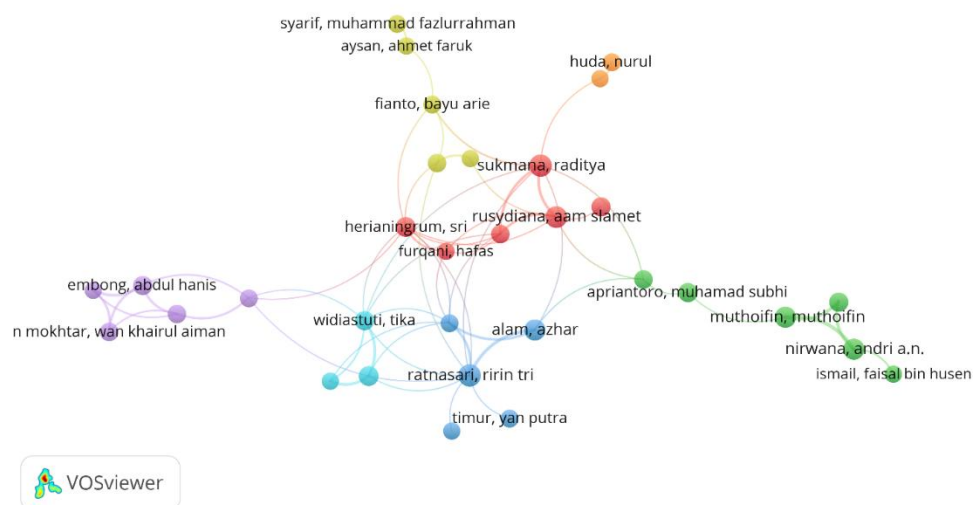 syarif, muhammad fazlurrahman
aysan, ahmet faruk
huda, nurul
fianto, bayu arie
sukmana, raditya
rusydiana, aam slamet
herianingrum, sri
furqani, hafas
embong, abdul hanis
apriantoro, muhamad subhi
n mokhtar, wan khairul aiman
widiastuti, tika
alam, azhar
muthoifin, muthoifin
nirwana, andri a.n.
ratnasari, ririn tri
ismail, faisal bin husen
timur, yan putra
VOSviewer